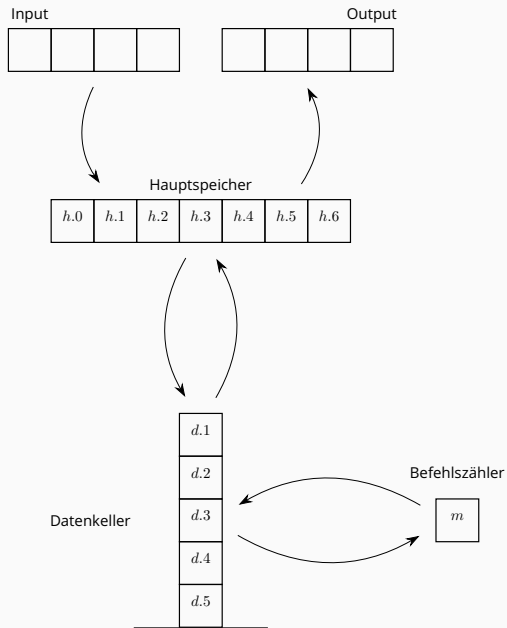 Input
Output
Hauptspeicher
h.0 h.1 h.2 h.3 h.4 h.5 h.6
d.1
d.2
Befehlszähler
d.3
m
Datenkeller
d.4
d.5